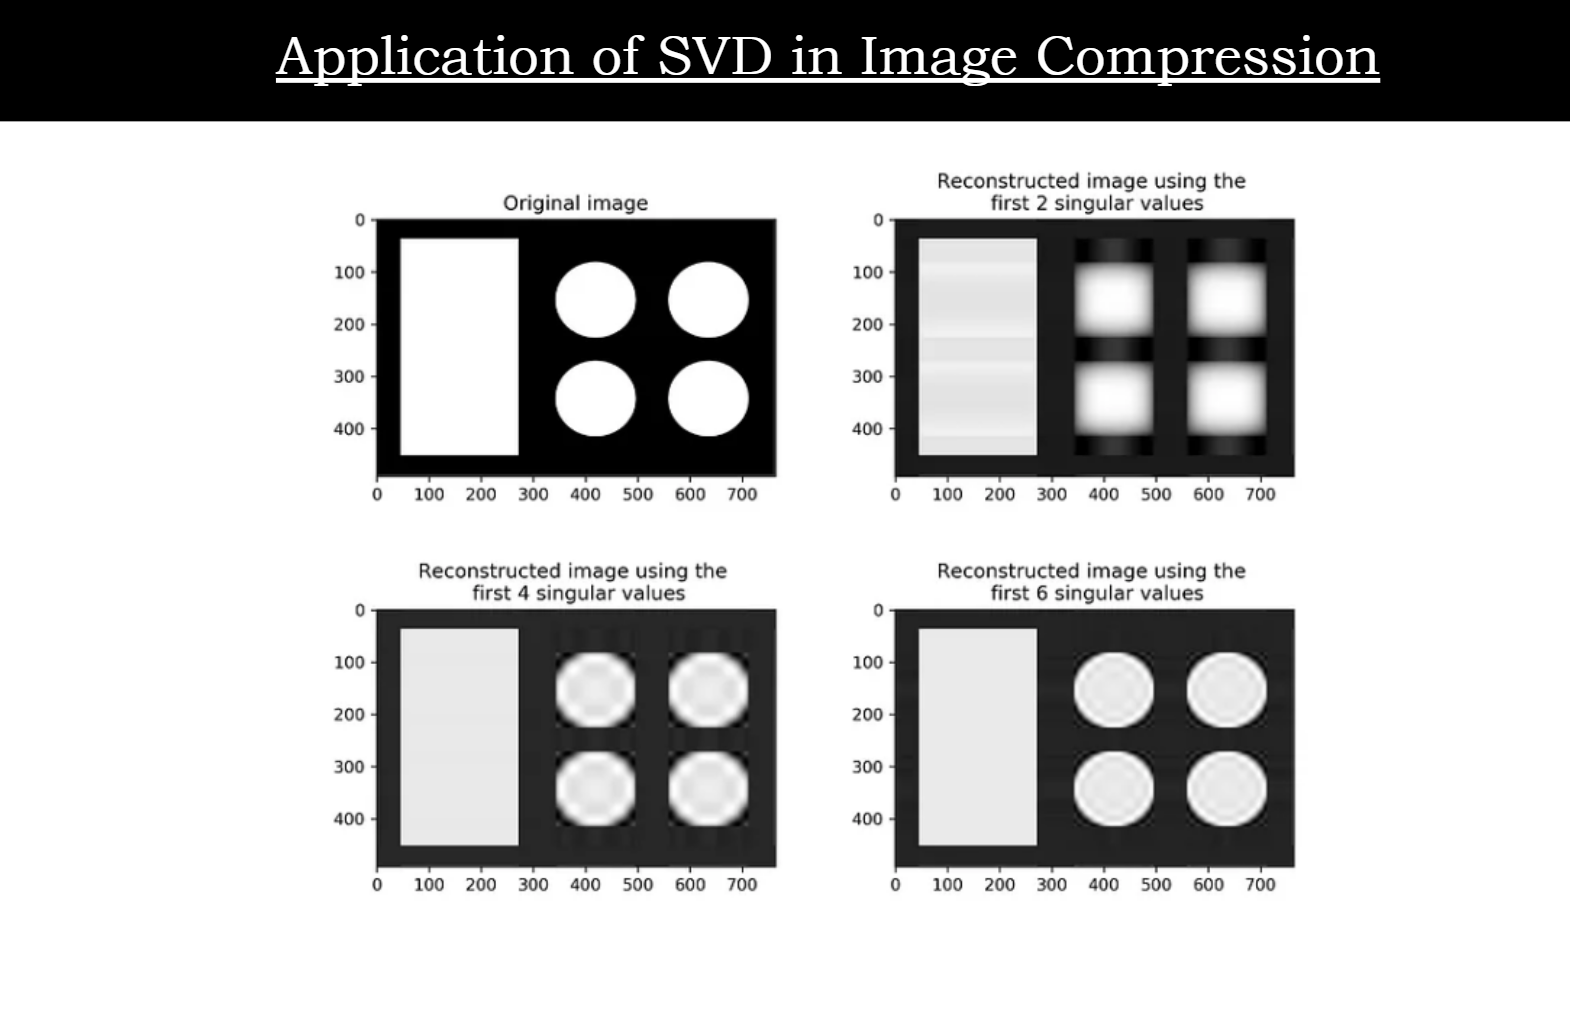 Application of SVD in Image Compression
Original image
0
100
200
300
400
0 100 200 300 400 500 600 700
Reconstructed image using the
first 2 singular values
0
100
200
300
400
0 100 200 300 400 500 600 700
Reconstructed image using the
first 4 singular values
0
100
200
300
400
0 100 200 300 400 500 600 700
Reconstructed image using the
first 6 singular values
0
100
200
300
400
0 100 200 300 400 500 600 700